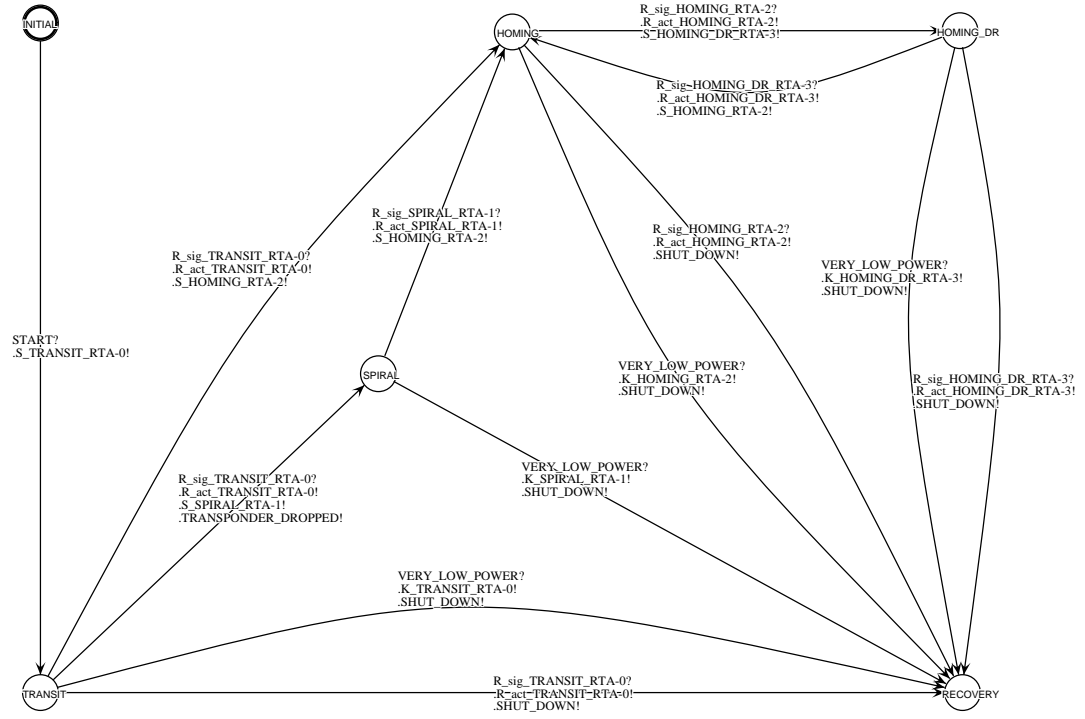 INITIAL
HOMING
R_sig_HOMING_RTA-2?
.R_act_HOMING_RTA-2!
.S_HOMING_DR_RTA-3!
HOMING_DR
R_sig_HOMING_DR_RTA-3?
.R_act_HOMING_DR_RTA-3!
.S_HOMING_RTA-2!
R_sig_SPIRAL_RTA-1?
.R_act_SPIRAL_RTA-1!
.S_HOMING_RTA-2!
R_sig_HOMING_RTA-2?
.R_act_HOMING_RTA-2!
.SHUT_DOWN!
R_sig_TRANSIT_RTA-0?
.R_act_TRANSIT_RTA-0!
.S_HOMING_RTA-2!
VERY_LOW_POWER?
.K_HOMING_DR_RTA-3!
.SHUT_DOWN!
START?
.S_TRANSIT_RTA-0!
SPIRAL
VERY_LOW_POWER?
.K_HOMING_RTA-2!
.SHUT_DOWN!
R_sig_HOMING_DR_RTA-3?
.R_act_HOMING_DR_RTA-3!
.SHUT_DOWN!
R_sig_TRANSIT_RTA-0?
.R_act_TRANSIT_RTA-0!
.S_SPIRAL_RTA-1!
.TRANSPONDER_DROPPED!
VERY_LOW_POWER?
.K_SPIRAL_RTA-1!
.SHUT_DOWN!
VERY_LOW_POWER?
.K_TRANSIT_RTA-0!
.SHUT_DOWN!
TRANSIT
R_sig_TRANSIT_RTA-0?
.R_act_TRANSIT_RTA-0!
.SHUT_DOWN!
RECOVERY